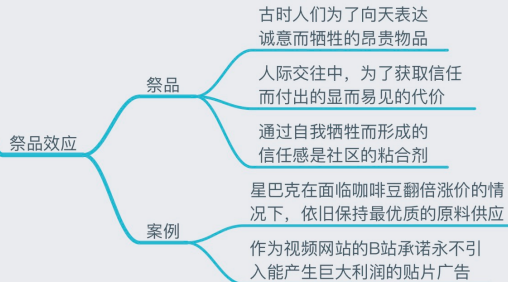 古时人们为了向天表达
诚意而牺牲的昂贵物品
祭品
人际交往中，为了获取信任
而付出的显而易见的代价
通过自我牺牲而形成的
信任感是社区的粘合剂
祭品效应
星巴克在面临咖啡豆翻倍涨价的情
况下，依旧保持最优质的原料供应
案例
作为视频网站的B站承诺永不引
入能产生巨大利润的贴片广告